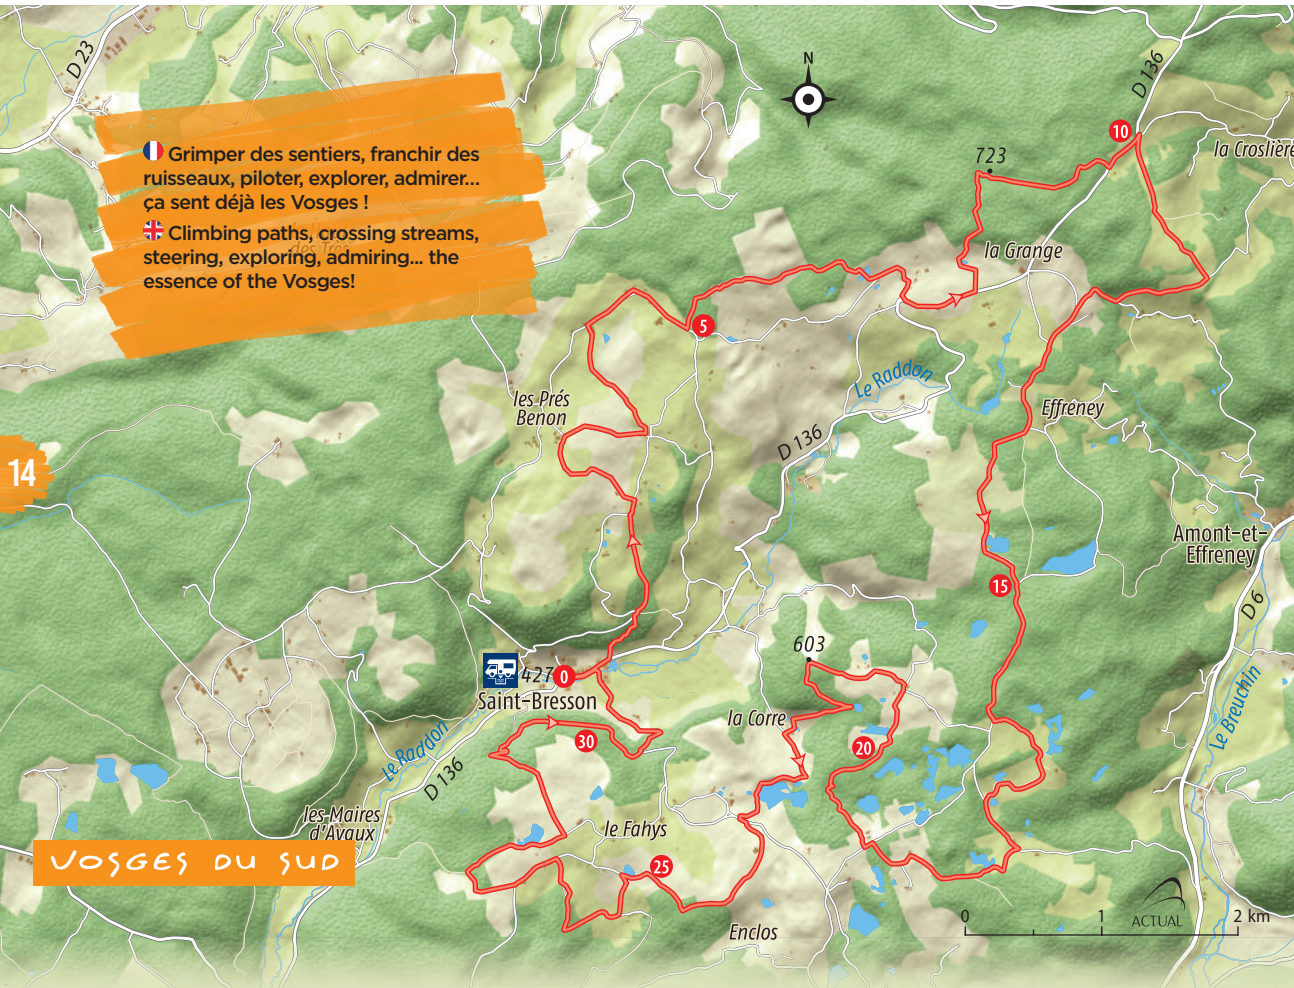 D 23
Grimper des sentiers, franchir des
ruisseaux, piloter, explorer, admirer...
ça sent déjà les Vosges !
Climbing paths, crossing streams,
steering, exploring, admiring... the
essence of the Vosges!
N
D 136
10
la Croslière
723
la Grange
5
les Prés
Benon
Le Raddon
Effreney
D 136
14
Amont-et-
Effreney
15
D 6
603
427
0
Saint-Bresson
la Corre
Le Breuchin
30
20
Le Raddon
D 136
les Maires
d'Avaux
le Fahys
VOSGES DU SUD
25
Enclos
0
1
2 km
ACTUAL